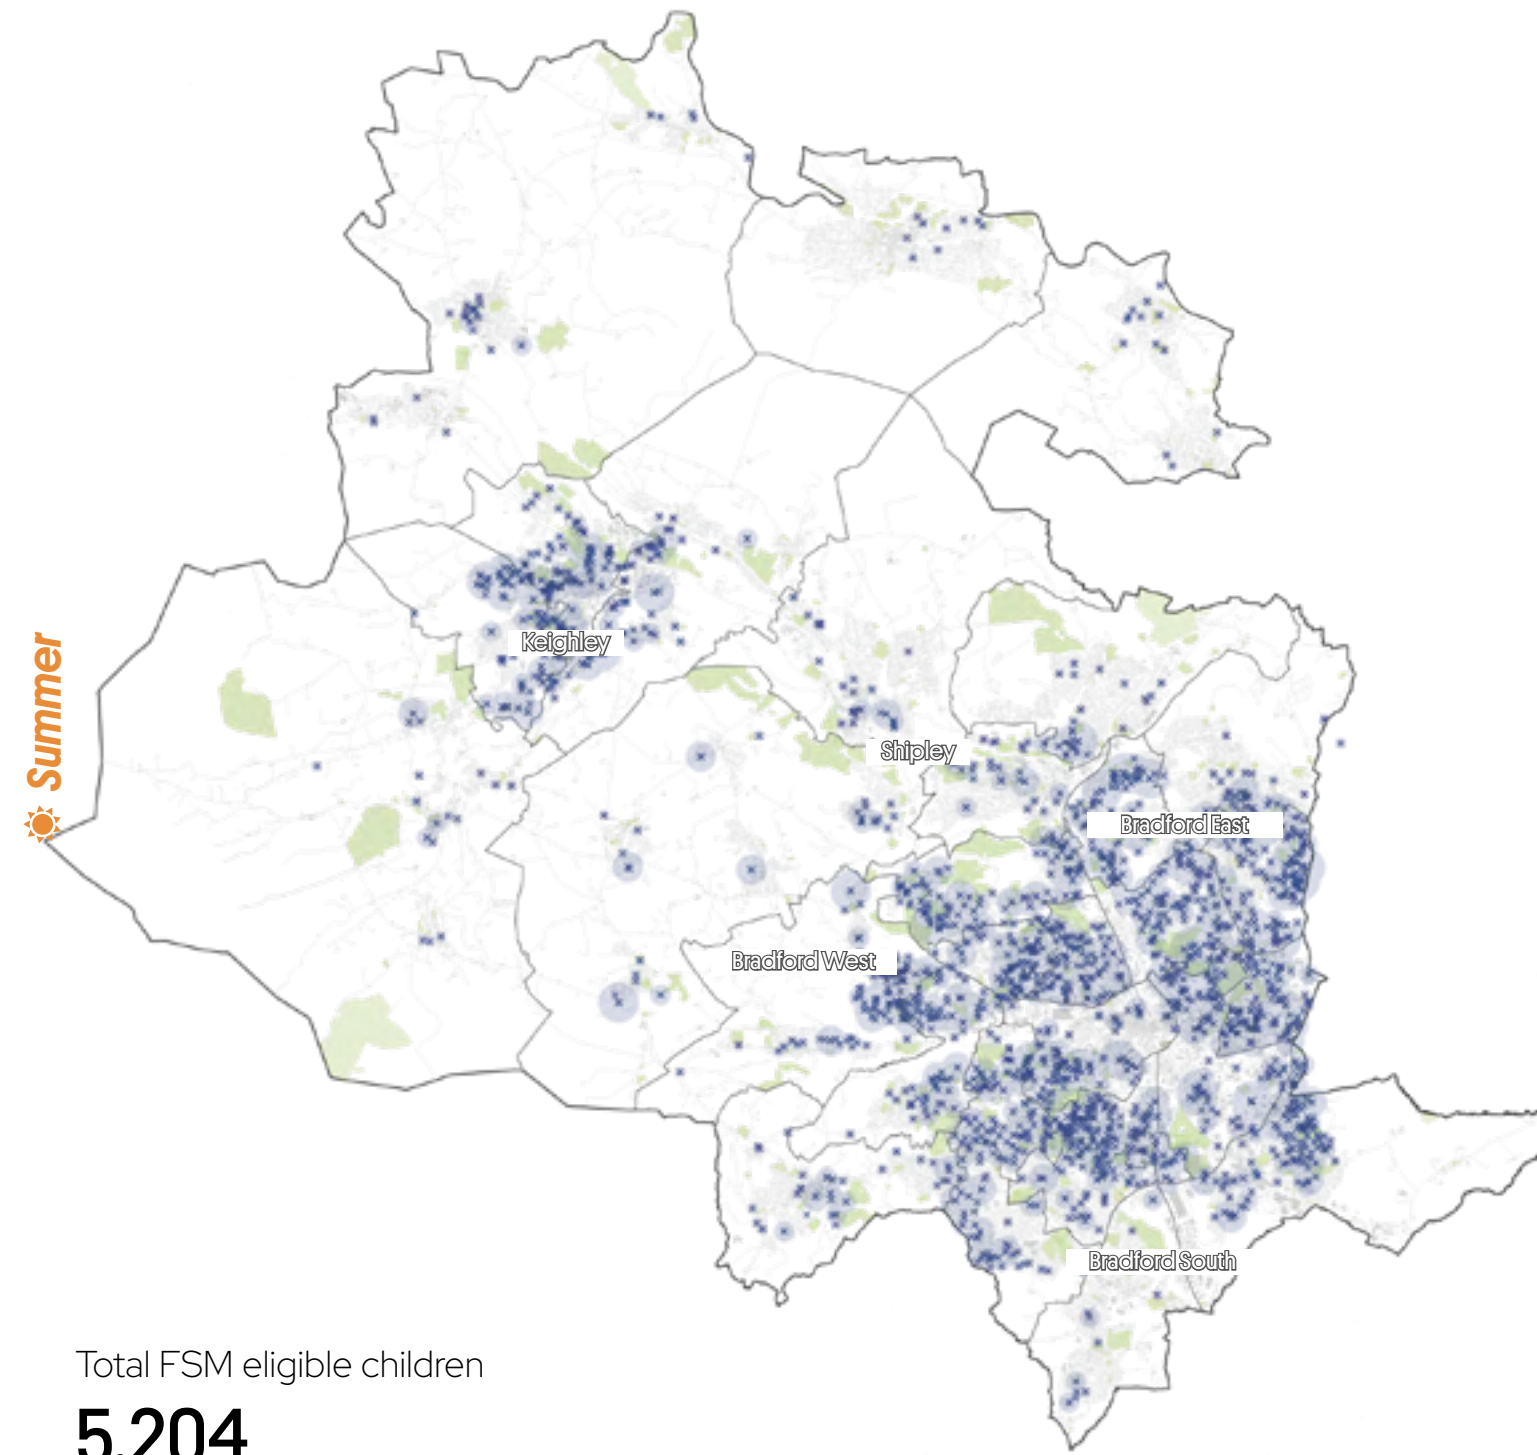 Summer
Keighley
Shipley
Bradford East
Bradford West
Bradford South
Total FSM eligible children
5,204